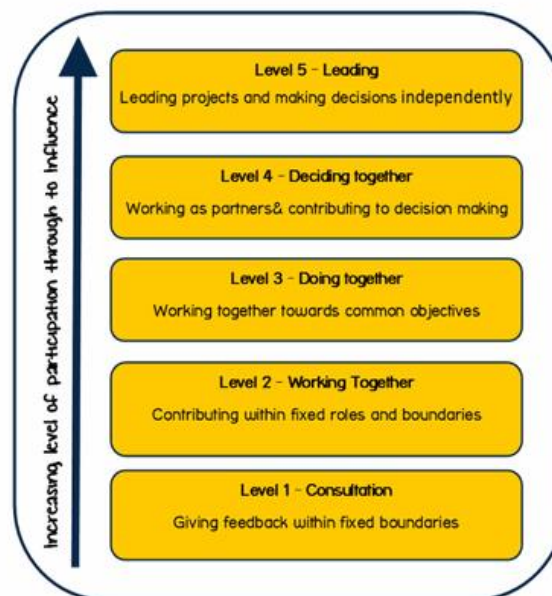 Increasing level of participation through to Influence
Level 5 - Leading
Leading projects and making decisions independently
Level 4 - Deciding together
Working as partners& contributing to decision making
Level 3 - Doing together
Working together towards common objectives
Level 2 - Working Together
Contributing within fixed roles and boundaries
Level 1 - Consultation
Giving feedback within fixed boundaries